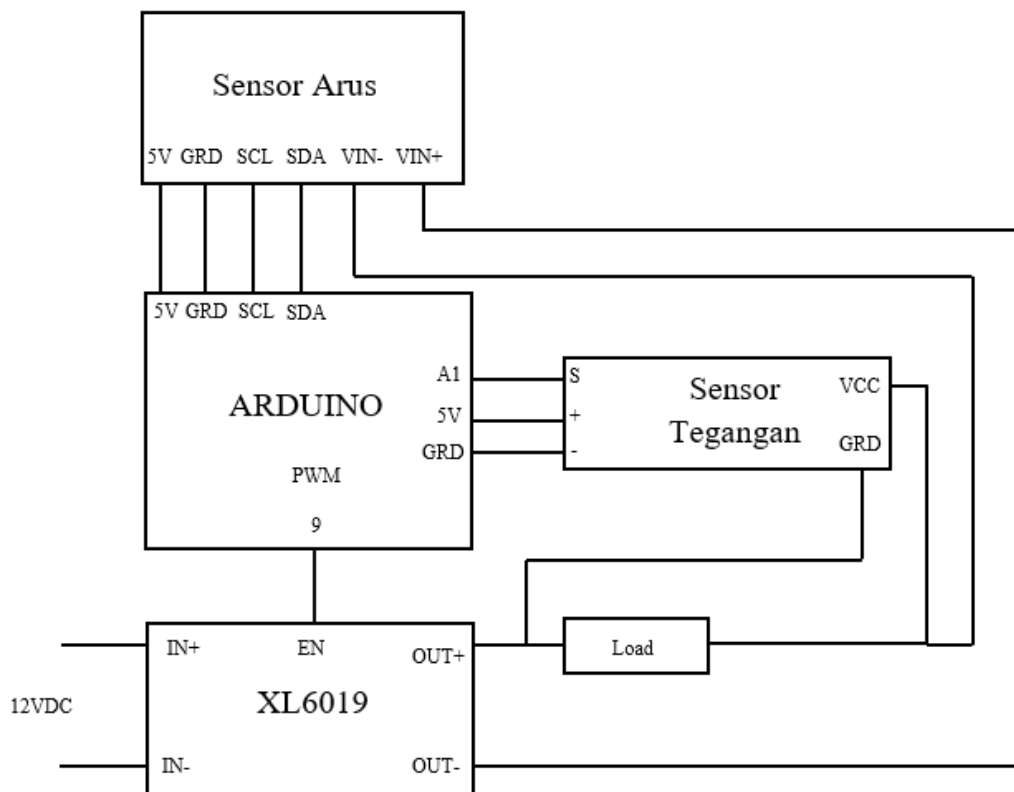 Sensor Arus
5V GRD SCL SDA VIN- VIN+
5V GRD SCL SDA
ARDUINO
A1
5V
GRD
PWM
9
S
+
-
Sensor
Tegangan
VCC
GRD
IN+
EN
OUT+
Load
12VDC
XL6019
IN-
OUT-